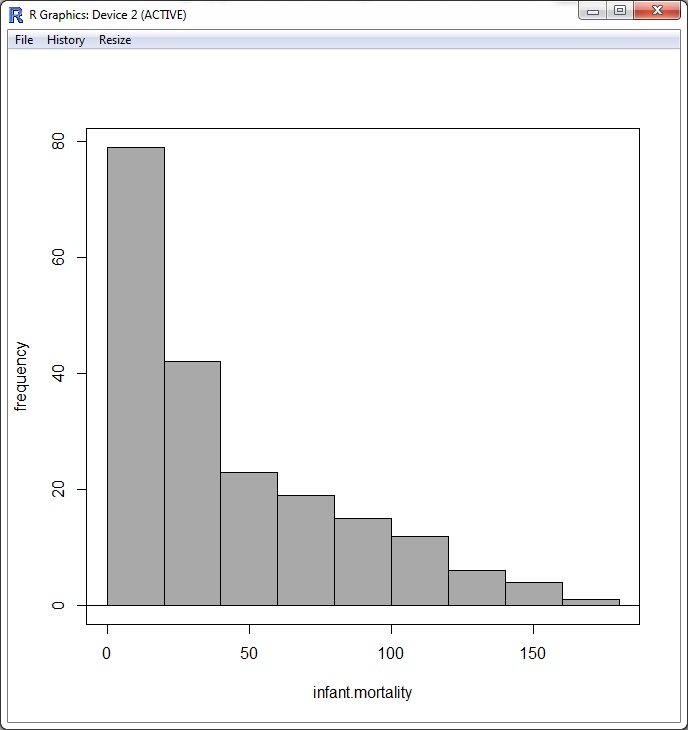 R Graphics: Device 2 (ACTIVE)
File History Resize
80
60
40
20
0
frequency
0 50 100 150
infant.mortality